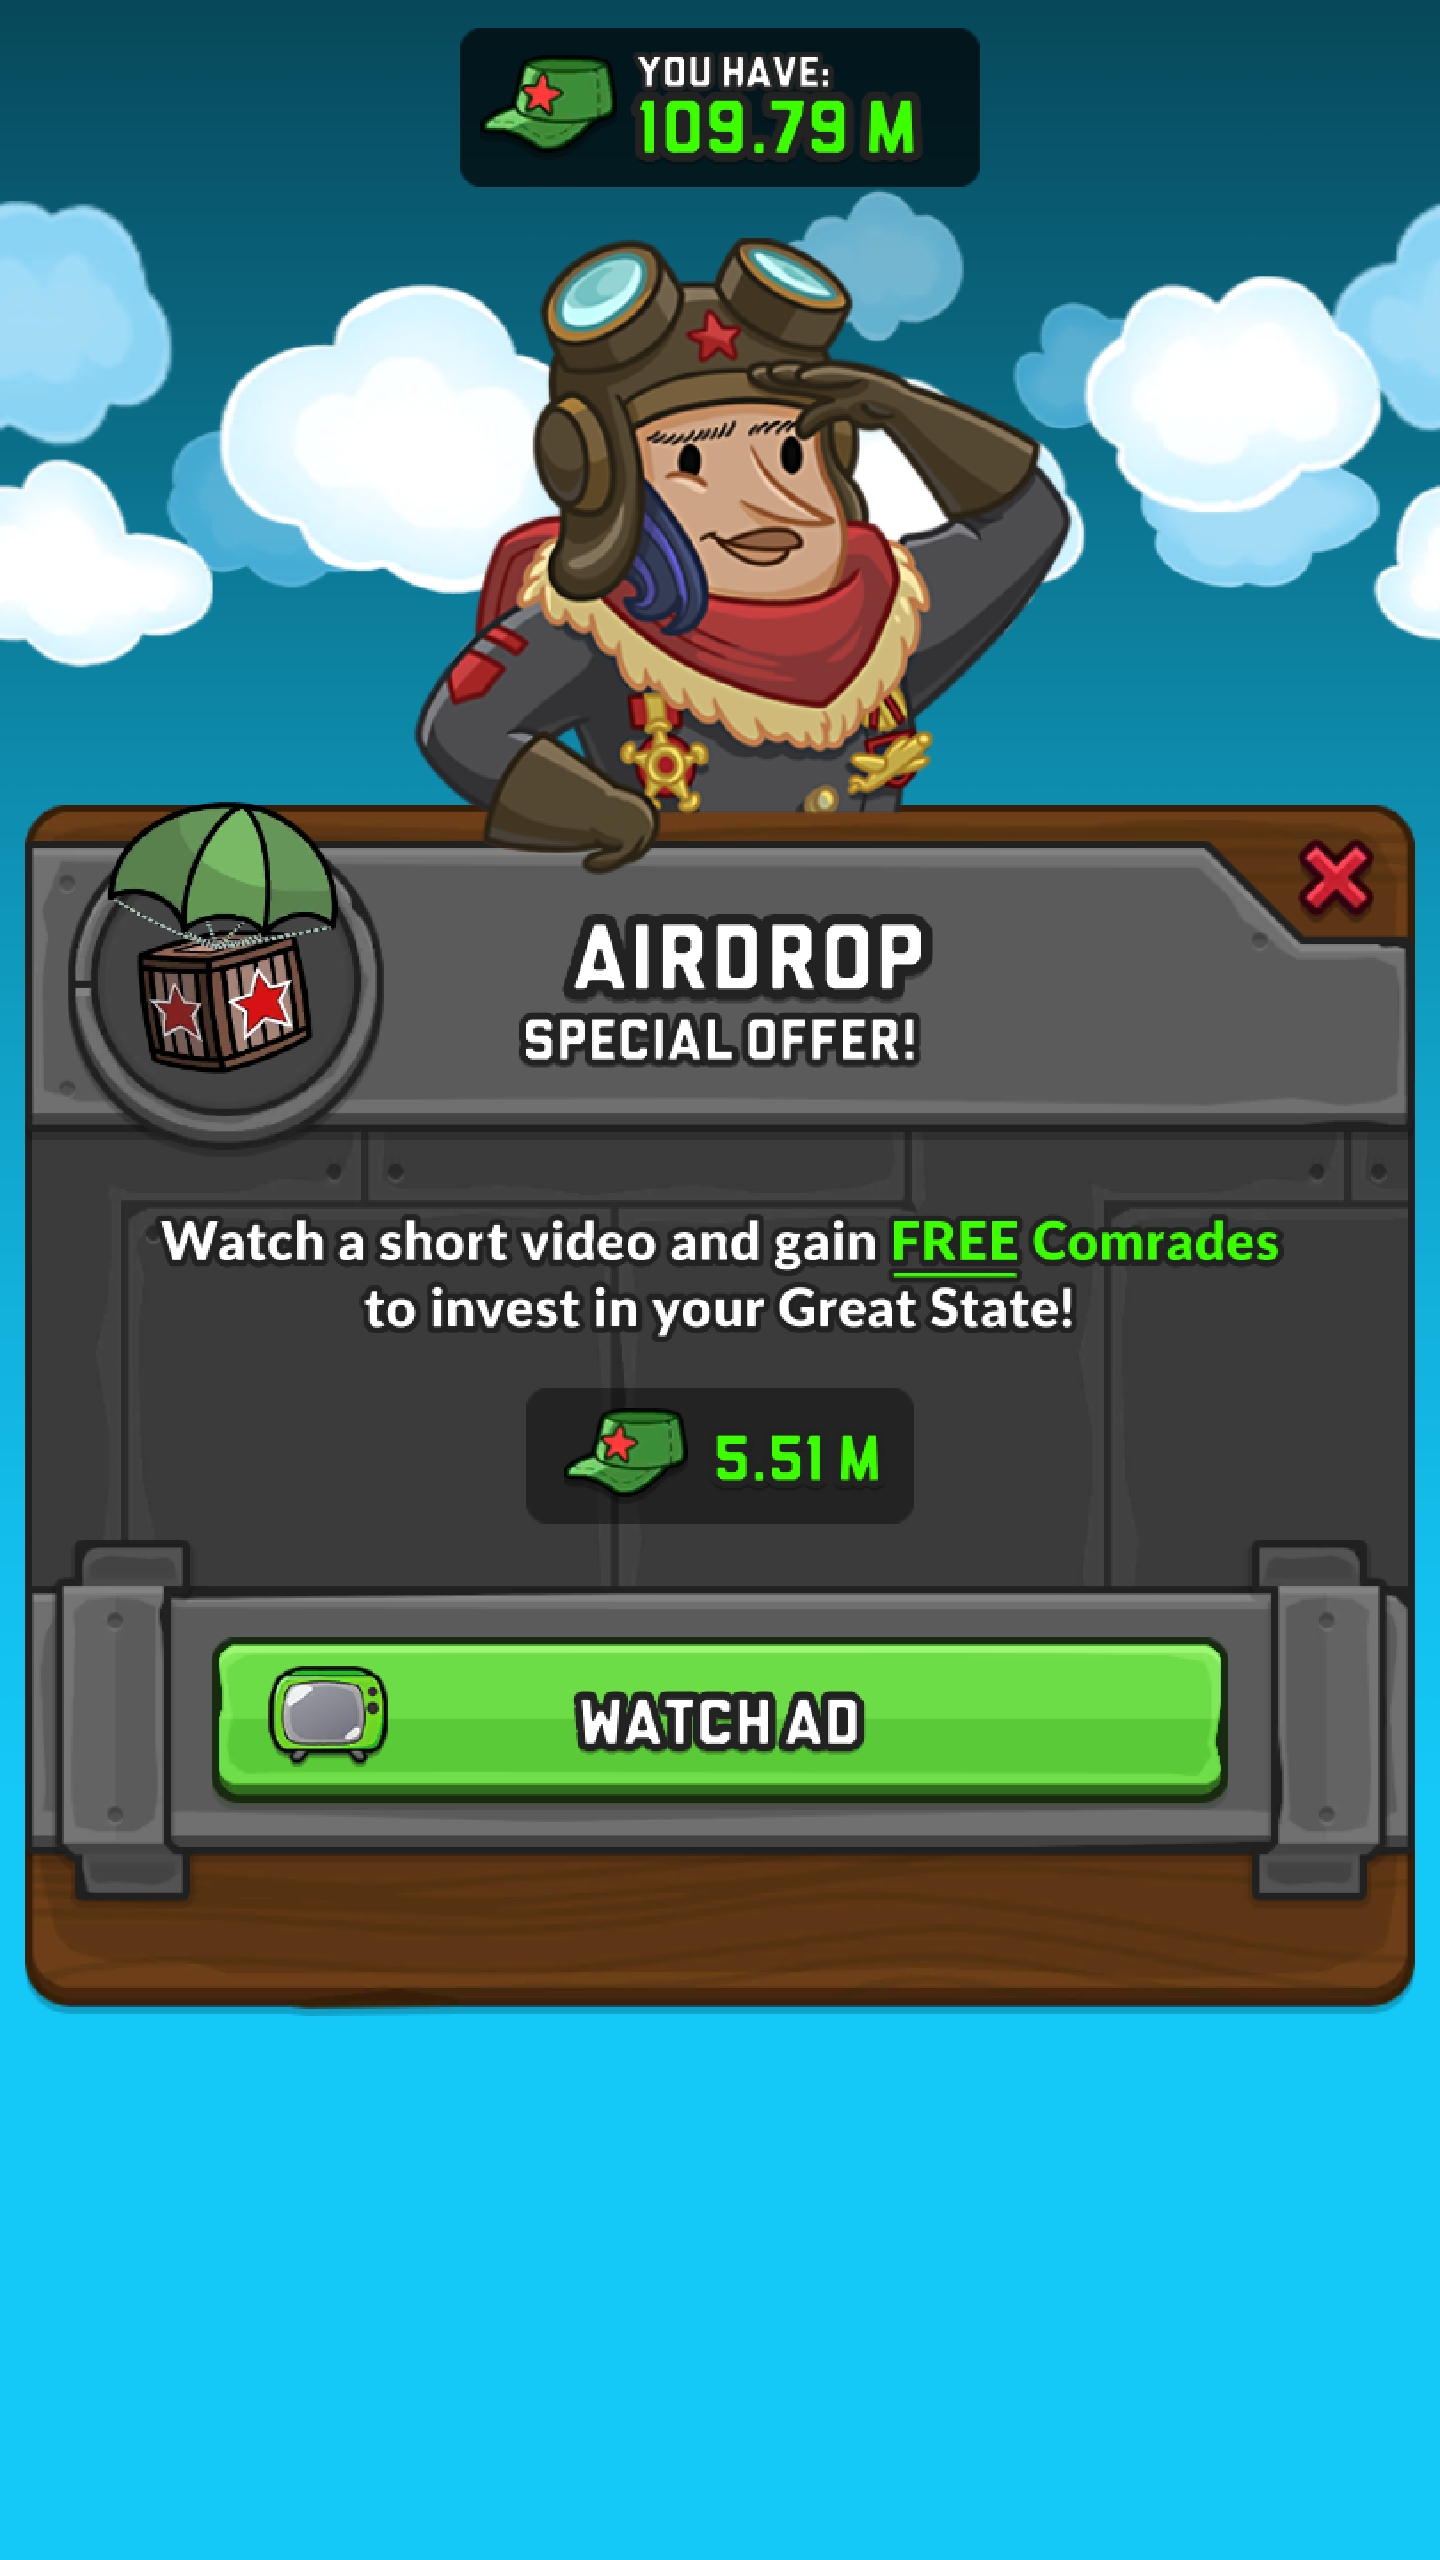 YOU HAVE:
109.79 M
AIRDROP
SPECIAL OFFER!
Watch a short video and gain FREE Comrades
to invest in your Great State!
5.51 M
WATCH AD